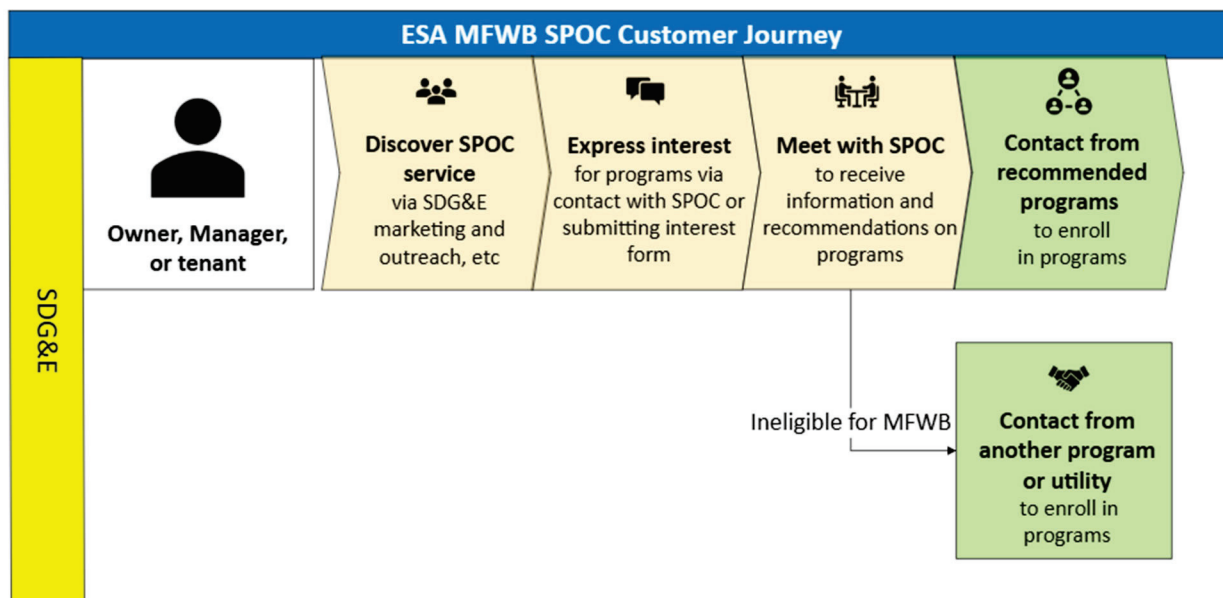 ESA MFWB SPOC Customer Journey
SDG&E
Owner, Manager,
or tenant
Discover SPOC
service
via SDG&E
marketing and
outreach, etc
Express interest
for programs via
contact with SPOC or
submitting interest
form
Meet with SPOC
to receive
information and
recommendations on
programs
Contact from
recommended
programs
to enroll
in programs
Ineligible for MFWB
Contact from
another program
or utility
to enroll in
programs